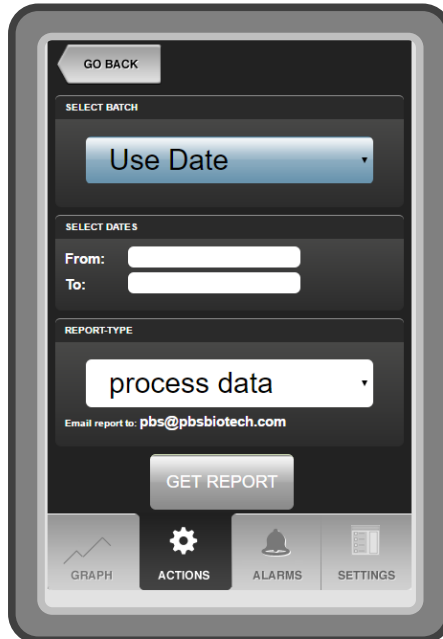 GO BACK
SELECT BATCH
Use Date
SELECT DATES
From:
To:
REPORT-TYPE
process data
Email report to: pbs@pbsbiotech.com
GET REPORT
GRAPH ACTIONS ALARMS SETTINGS